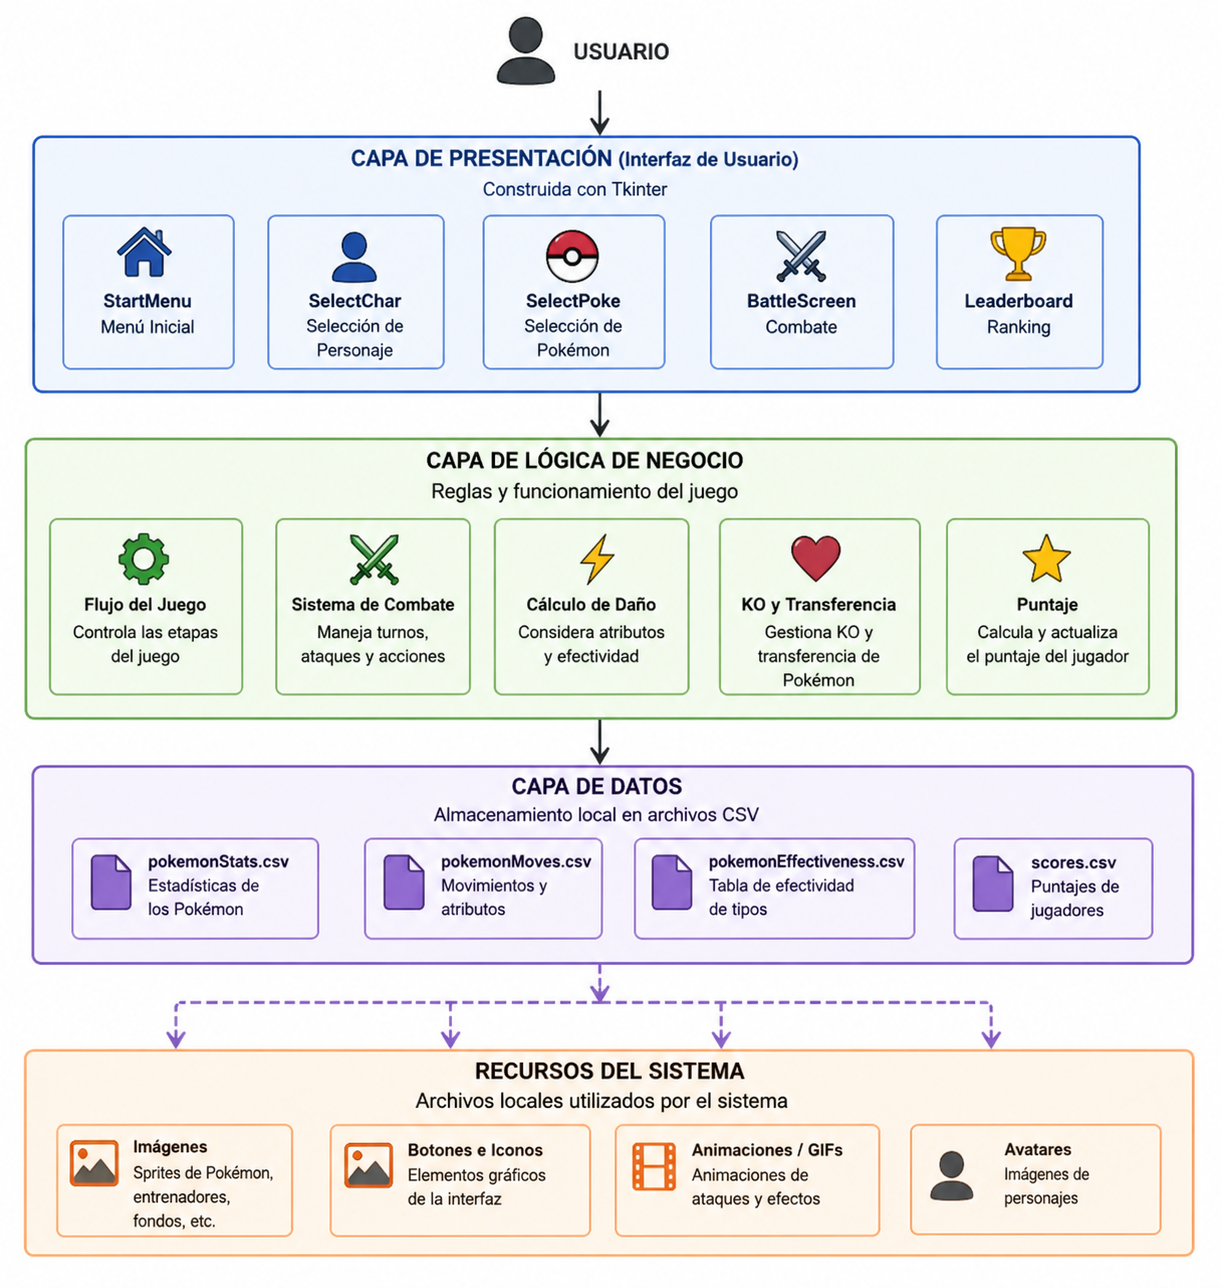 USUARIO
CAPA DE PRESENTACIÓN (Interfaz de Usuario)
Construida con Tkinter
StartMenu
Menú Inicial
SelectChar
Selección de
Personaje
SelectPoke
Selección de
Pokémon
BattleScreen
Combate
Leaderboard
Ranking
CAPA DE LÓGICA DE NEGOCIO
Reglas y funcionamiento del juego
Flujo del Juego
Controla las etapas
del juego
Sistema de Combate
Maneja turnos,
ataques y acciones
Cálculo de Daño
Considera atributos
y efectividad
KO y Transferencia
Gestiona KO y
transferencia de
Pokémon
Puntaje
Calcula y actualiza
el puntaje del jugador
CAPA DE DATOS
Almacenamiento local en archivos CSV
pokemonStats.csv
Estadísticas de
los Pokémon
pokemonMoves.csv
Movimientos y
atributos
pokemonEffectiveness.csv
Tabla de efectividad
de tipos
scores.csv
Puntajes de
jugadores
RECURSOS DEL SISTEMA
Archivos locales utilizados por el sistema
Imágenes
Sprites de Pokémon,
entrenadores,
fondos, etc.
Botones e Iconos
Elementos gráficos
de la interfaz
Animaciones / GIFs
Animaciones de
ataques y efectos
Avatares
Imágenes de
personajes